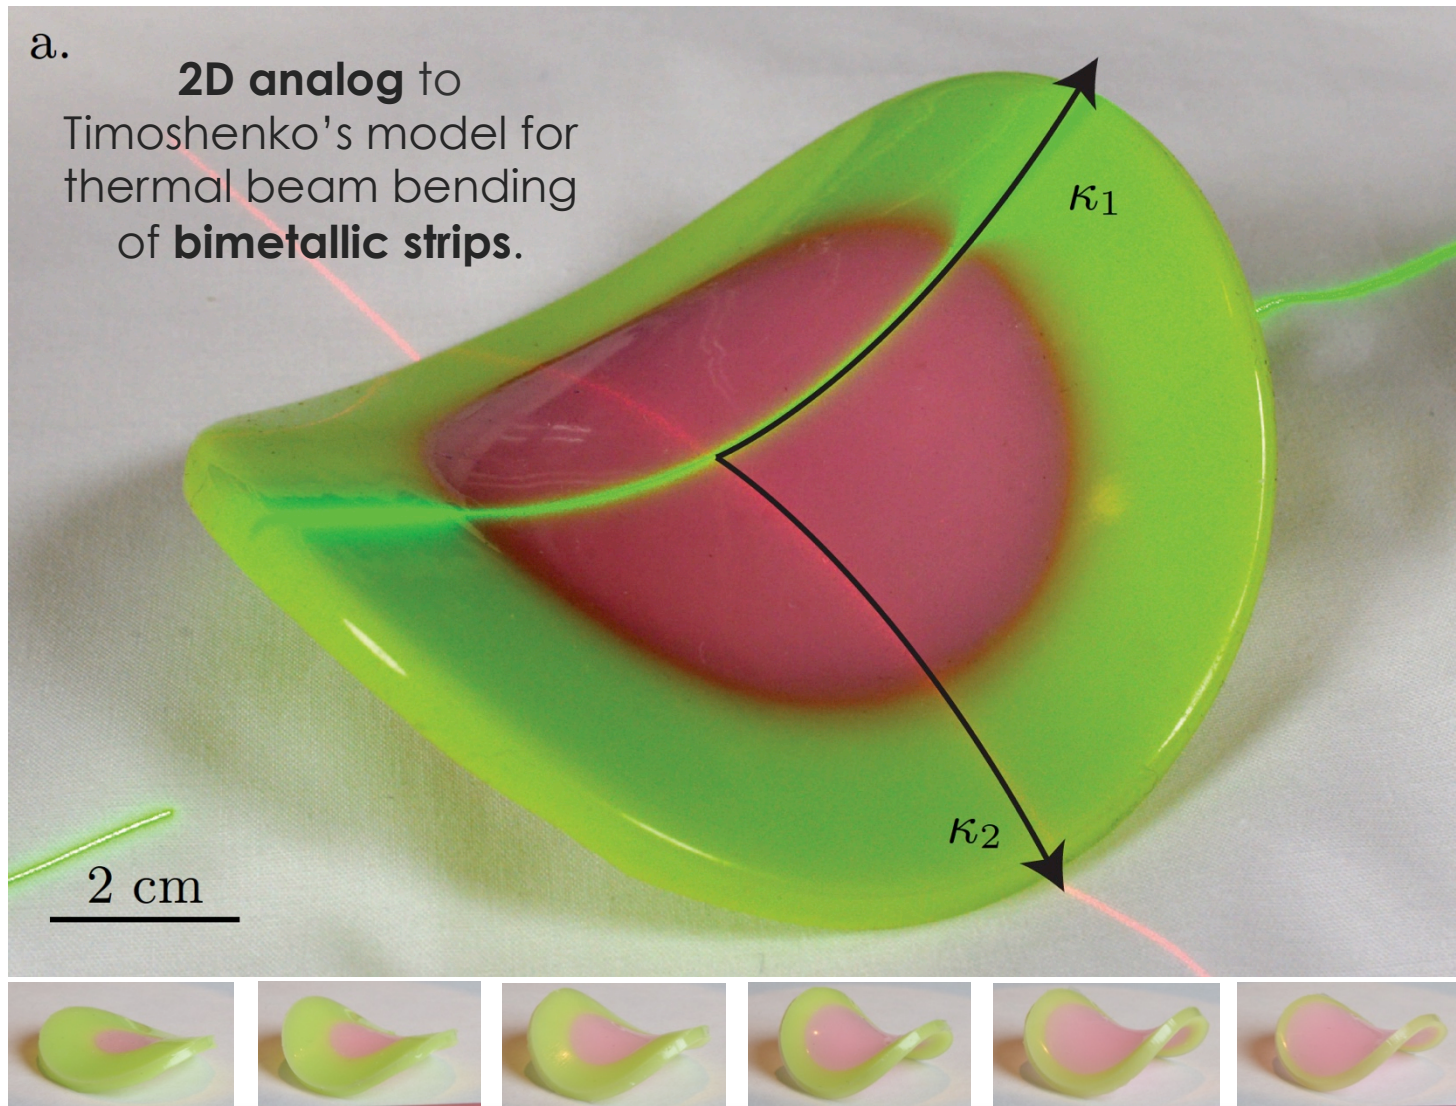 a.
2D analog to
Timoshenko's model for
thermal beam bending
of bimetallic strips.
κ₁
κ₂
2 cm